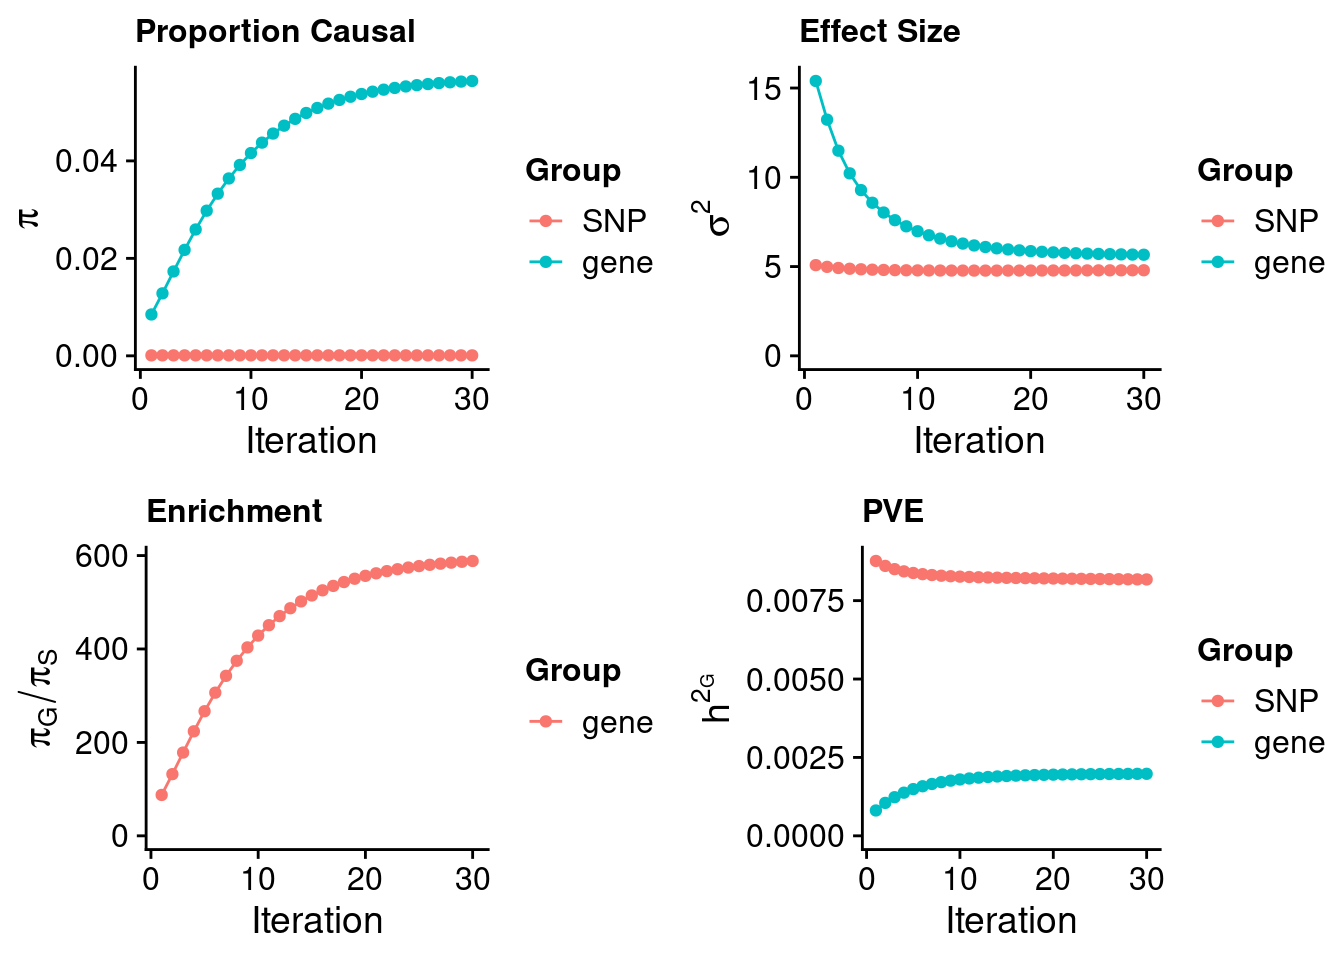 Proportion Causal
π
0.04
0.02
0.00
0 10 20 30
Iteration
Group
SNP
gene
Effect Size
σ²
15
10
5
0
0 10 20 30
Iteration
Group
SNP
gene
Enrichment
π_G/π_S
600
400
200
0
0 10 20 30
Iteration
Group
gene
PVE
h^2_G
0.0075
0.0050
0.0025
0.0000
0 10 20 30
Iteration
Group
SNP
gene